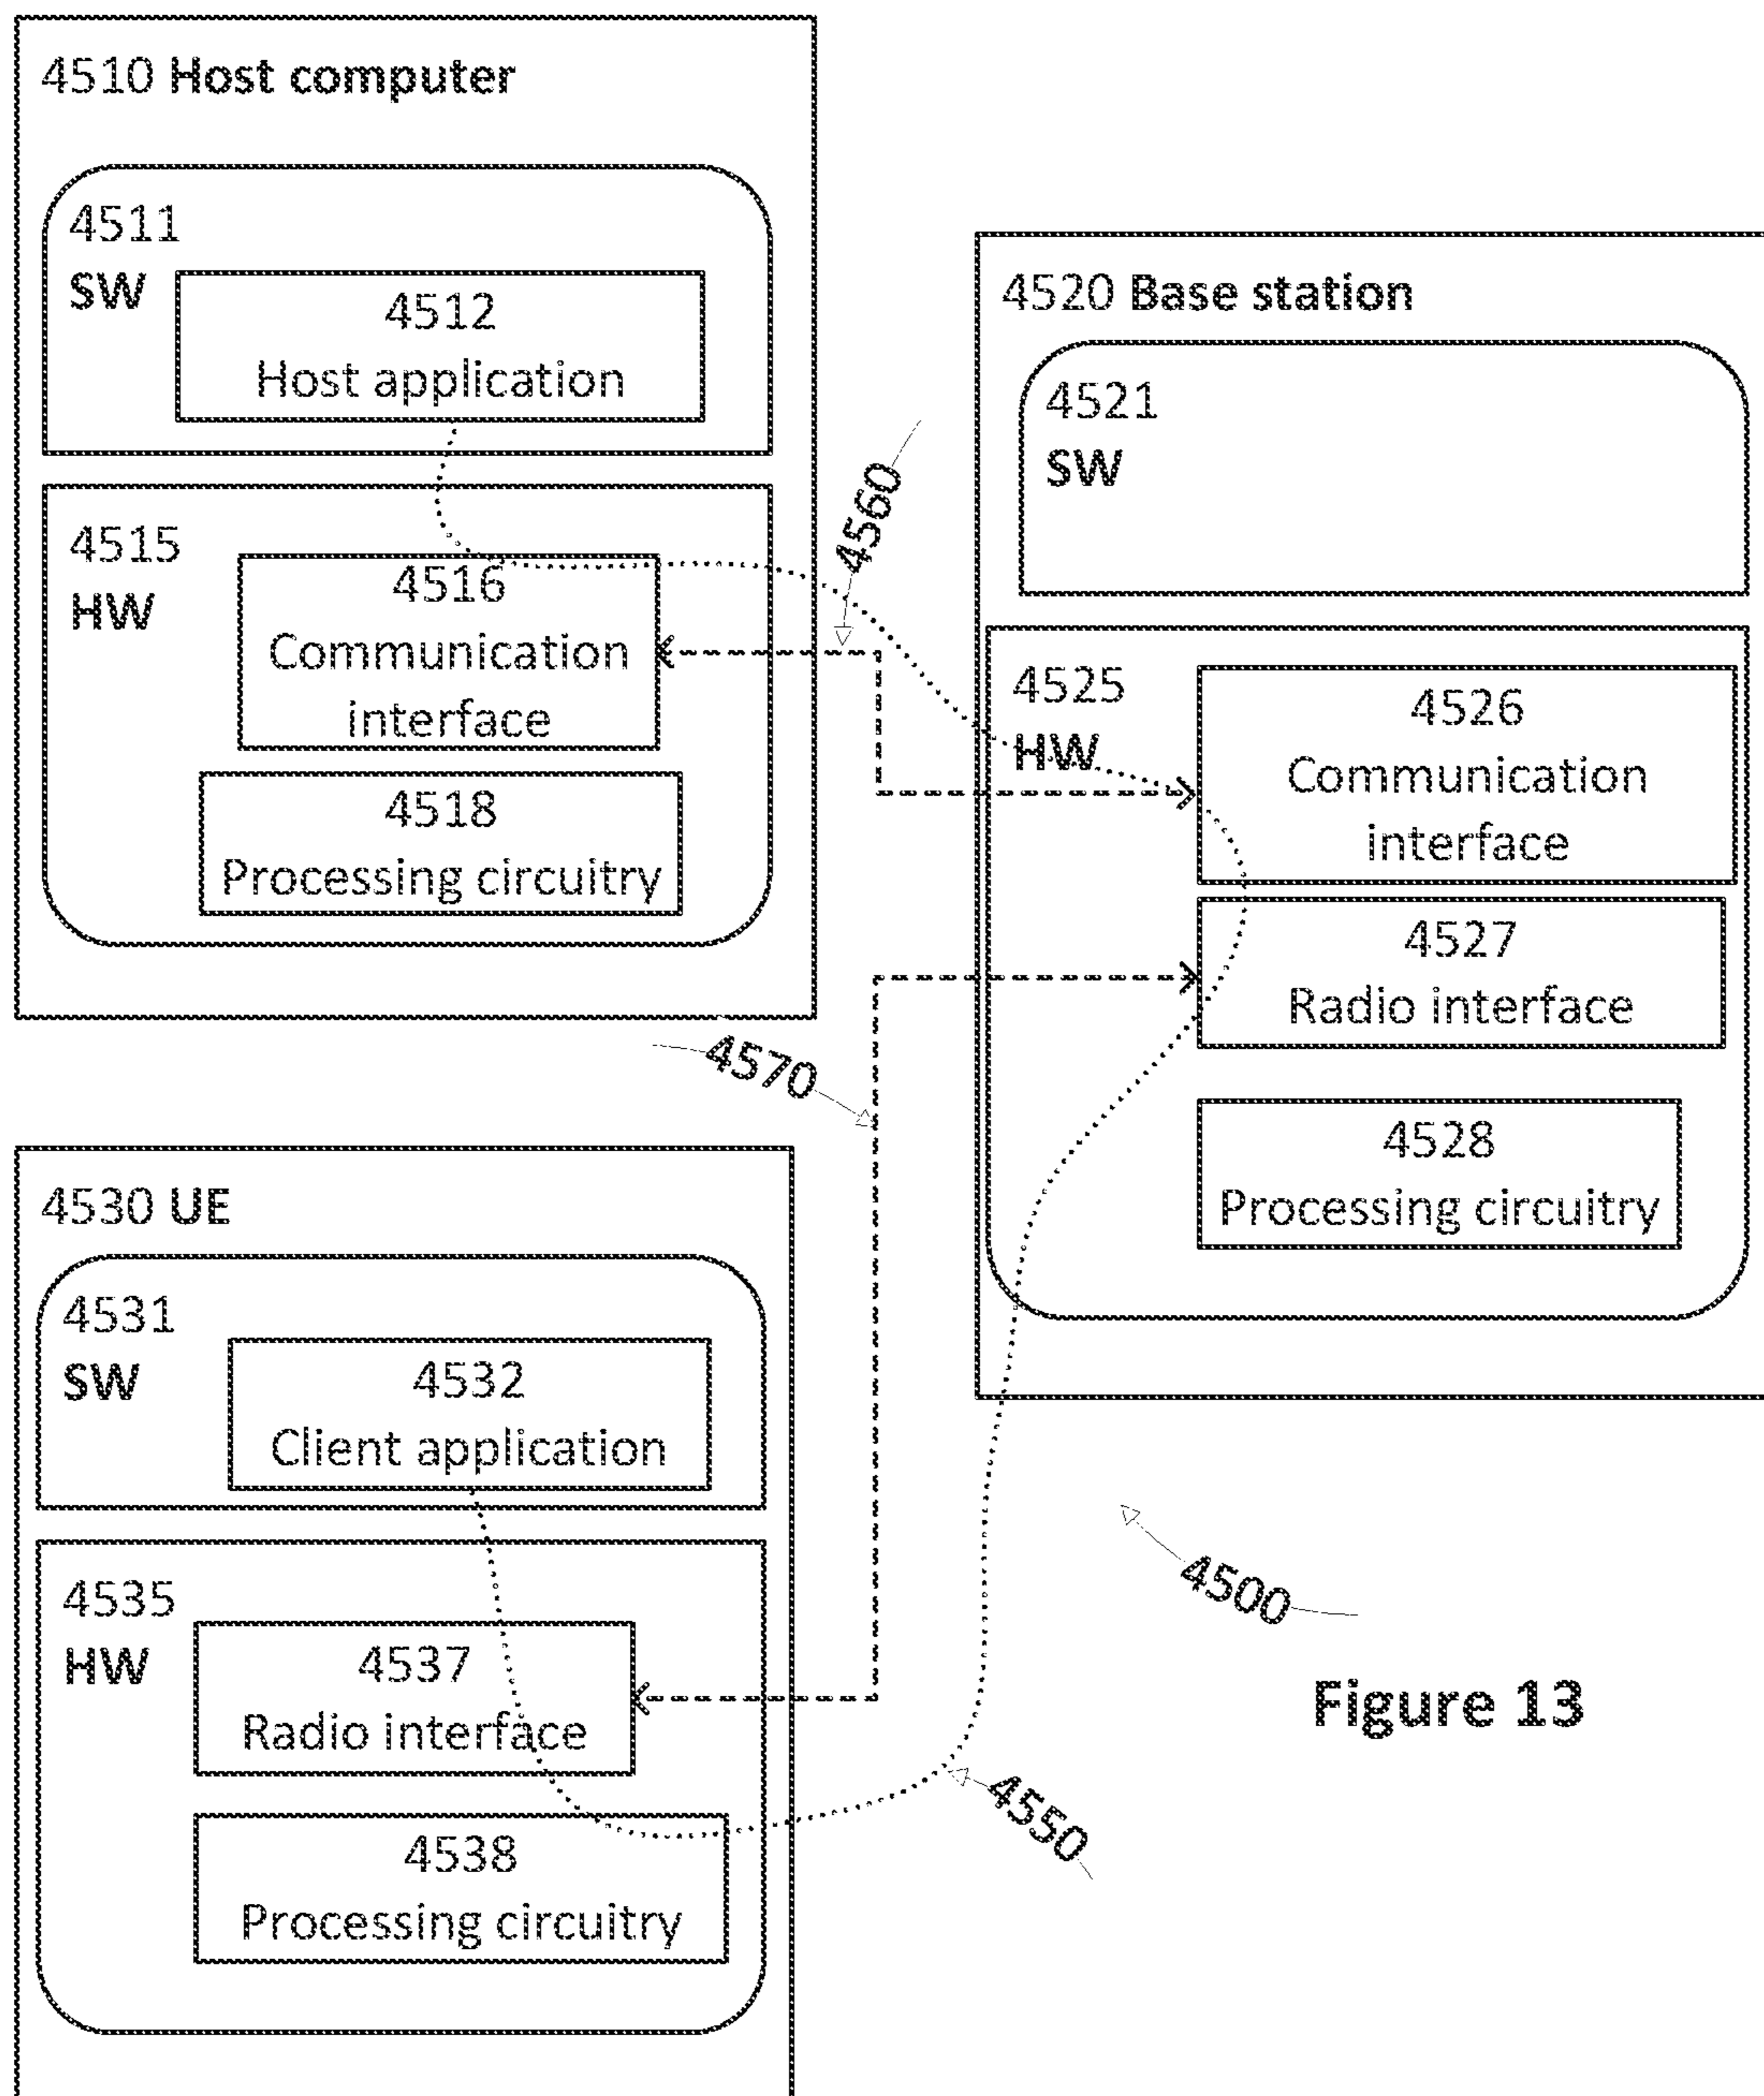 4510 Host computer
4511
SW
4512
Host application
4515
HW
4516
Communication
interface
4518
Processing circuitry
4560
4520 Base station
4521
SW
4525
HW
4526
Communication
interface
4527
Radio interface
4528
Processing circuitry
4570
4530 UE
4531
SW
4532
Client application
4535
HW
4537
Radio interface
4538
Processing circuitry
4500
4550
Figure 13